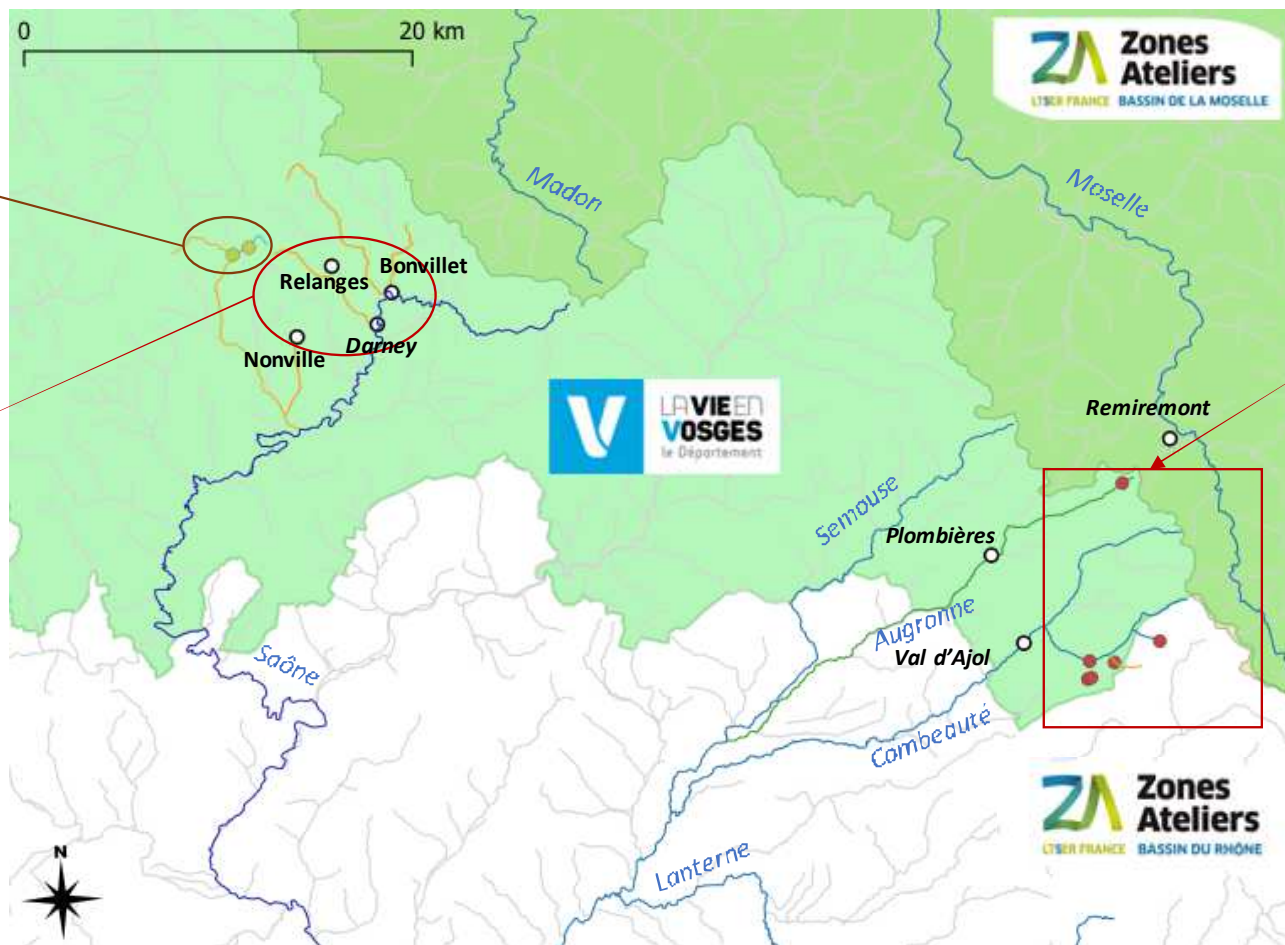 0 20 km
Zones
Ateliers
LTSER FRANCE BASSIN DE LA MOSELLE
Madon
Moselle
Relanges
Bonvillet
Nonville
Darney
LA VIE EN
VOSGES
le Département
Remiremont
Semouse
Plombières
Augronne
Val d'Ajol
Saône
Combeauté
Zones
Ateliers
LTSER FRANCE BASSIN DU RHÔNE
Lanterne
N